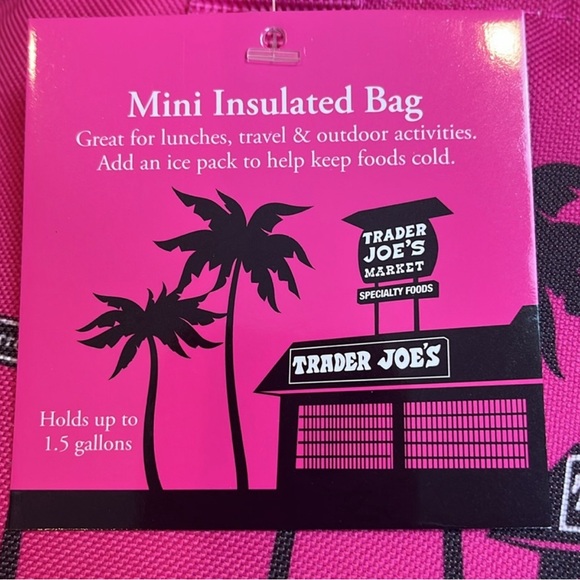 Mini Insulated Bag
Great for lunches, travel & outdoor activities.
Add an ice pack to help keep foods cold.
TRADER
JOE'S
MARKET
SPECIALTY FOODS
TRADER JOE'S
Holds up to
1.5 gallons